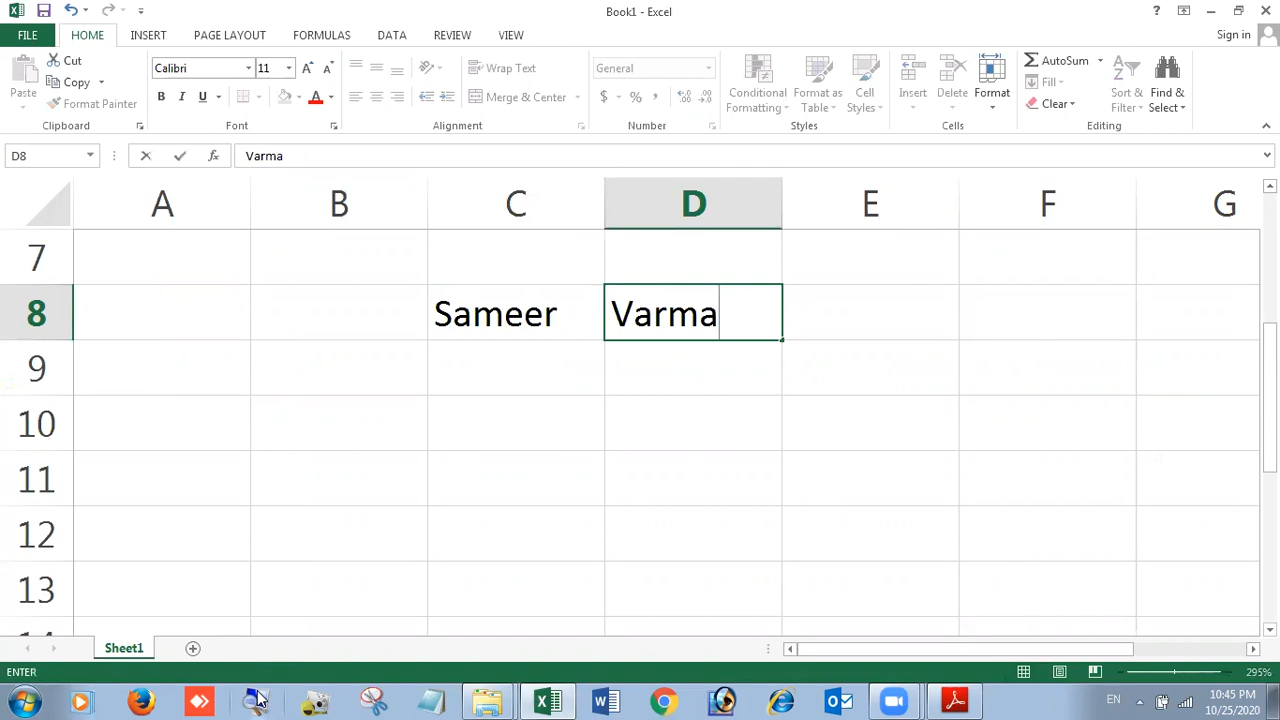 Book1 - Excel
?
FILE HOME INSERT PAGE LAYOUT FORMULAS DATA REVIEW VIEW Sign in
Cut Calibri 11 A A Wrap Text General AutoSum
Paste Copy Fill
Format Painter B I U A Merge & Center $ % , Conditional Formatting Format as Table Cell Styles Insert Delete Format Clear Sort & Filter Find & Select
Clipboard Font Alignment Number Styles Cells Editing
D8 fx Varma
A B C D E F G
7
8 Sameer Varma
9
10
11
12
13
Sheet1
ENTER 295%
EN 10:45 PM
10/25/2020